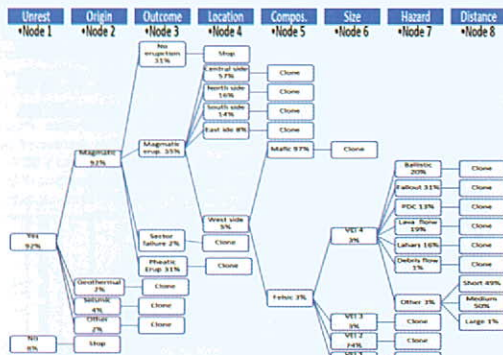 Unrest Origin Outcome Location Compos. Size Hazard Distance
•Node 1 •Node 2 •Node 3 •Node 4 •Node 5 •Node 6 •Node 7 •Node 8
No
eruption
31%
Stop
Central side
57%
Clone
North side
16%
Clone
South side
14%
Clone
East ide 8%
Clone
Magmatic
92%
Magmatic
erup. 35%
Mafic 97%
Clone
Ballistic
20%
Clone
Fallout 31%
Clone
PDC 13%
Clone
Lava flone
19%
Clone
Lahars 16%
Clone
Debris flow
1%
Clone
West side
5%
VEI 4
3%
Yes
92%
Sector
failure 2%
Clone
Pheatic
Erup 31%
Clone
Geothermal
2%
Clone
Seismic
4%
Clone
Other
2%
Clone
Felsic 3%
Other 1%
Short 49%
Medium
50%
Large 1%
VEI 3
Clone
VEI 2
74%
Clone
No
8%
Stop